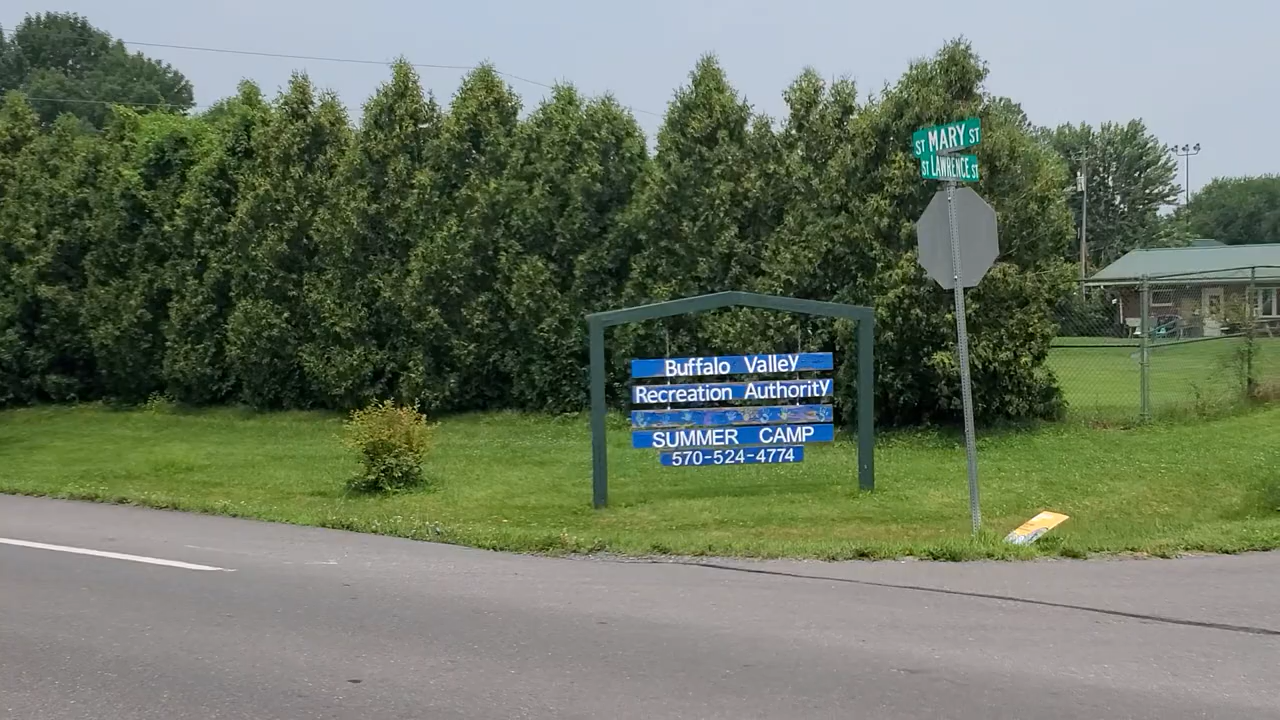 ST MARY ST
ST LAWRENCE ST
Buffalo Valley
Recreation Authority
SUMMER CAMP
570-524-4774